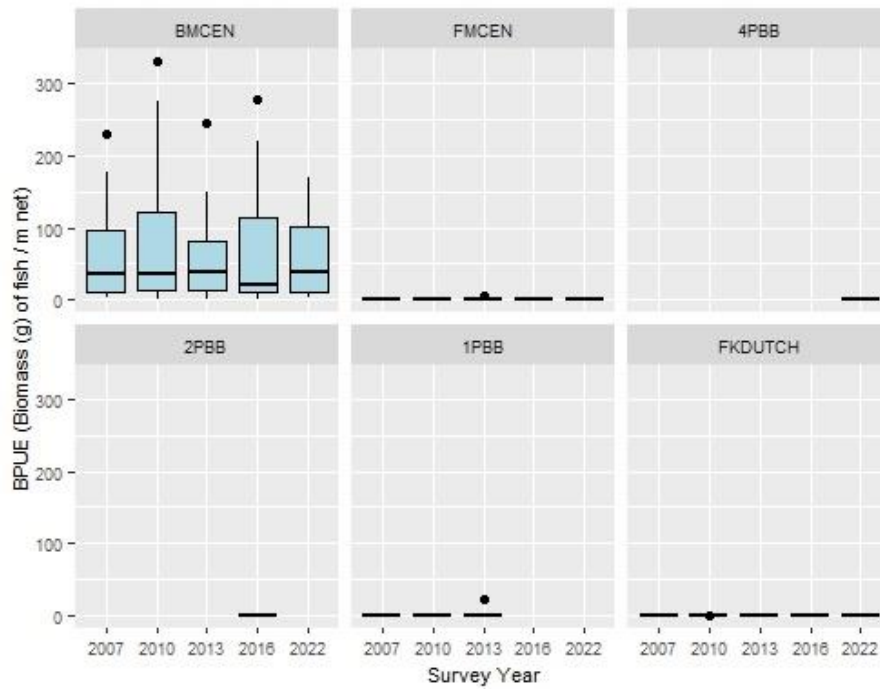 BMCEN FMCEN 4PBB
300
200
100
0
2PBB 1PBB FKDUTCH
300
200
100
0
BPUE (Biomass (g) of fish / m net)
2007 2010 2013 2016 2022 2007 2010 2013 2016 2022 2007 2010 2013 2016 2022
Survey Year